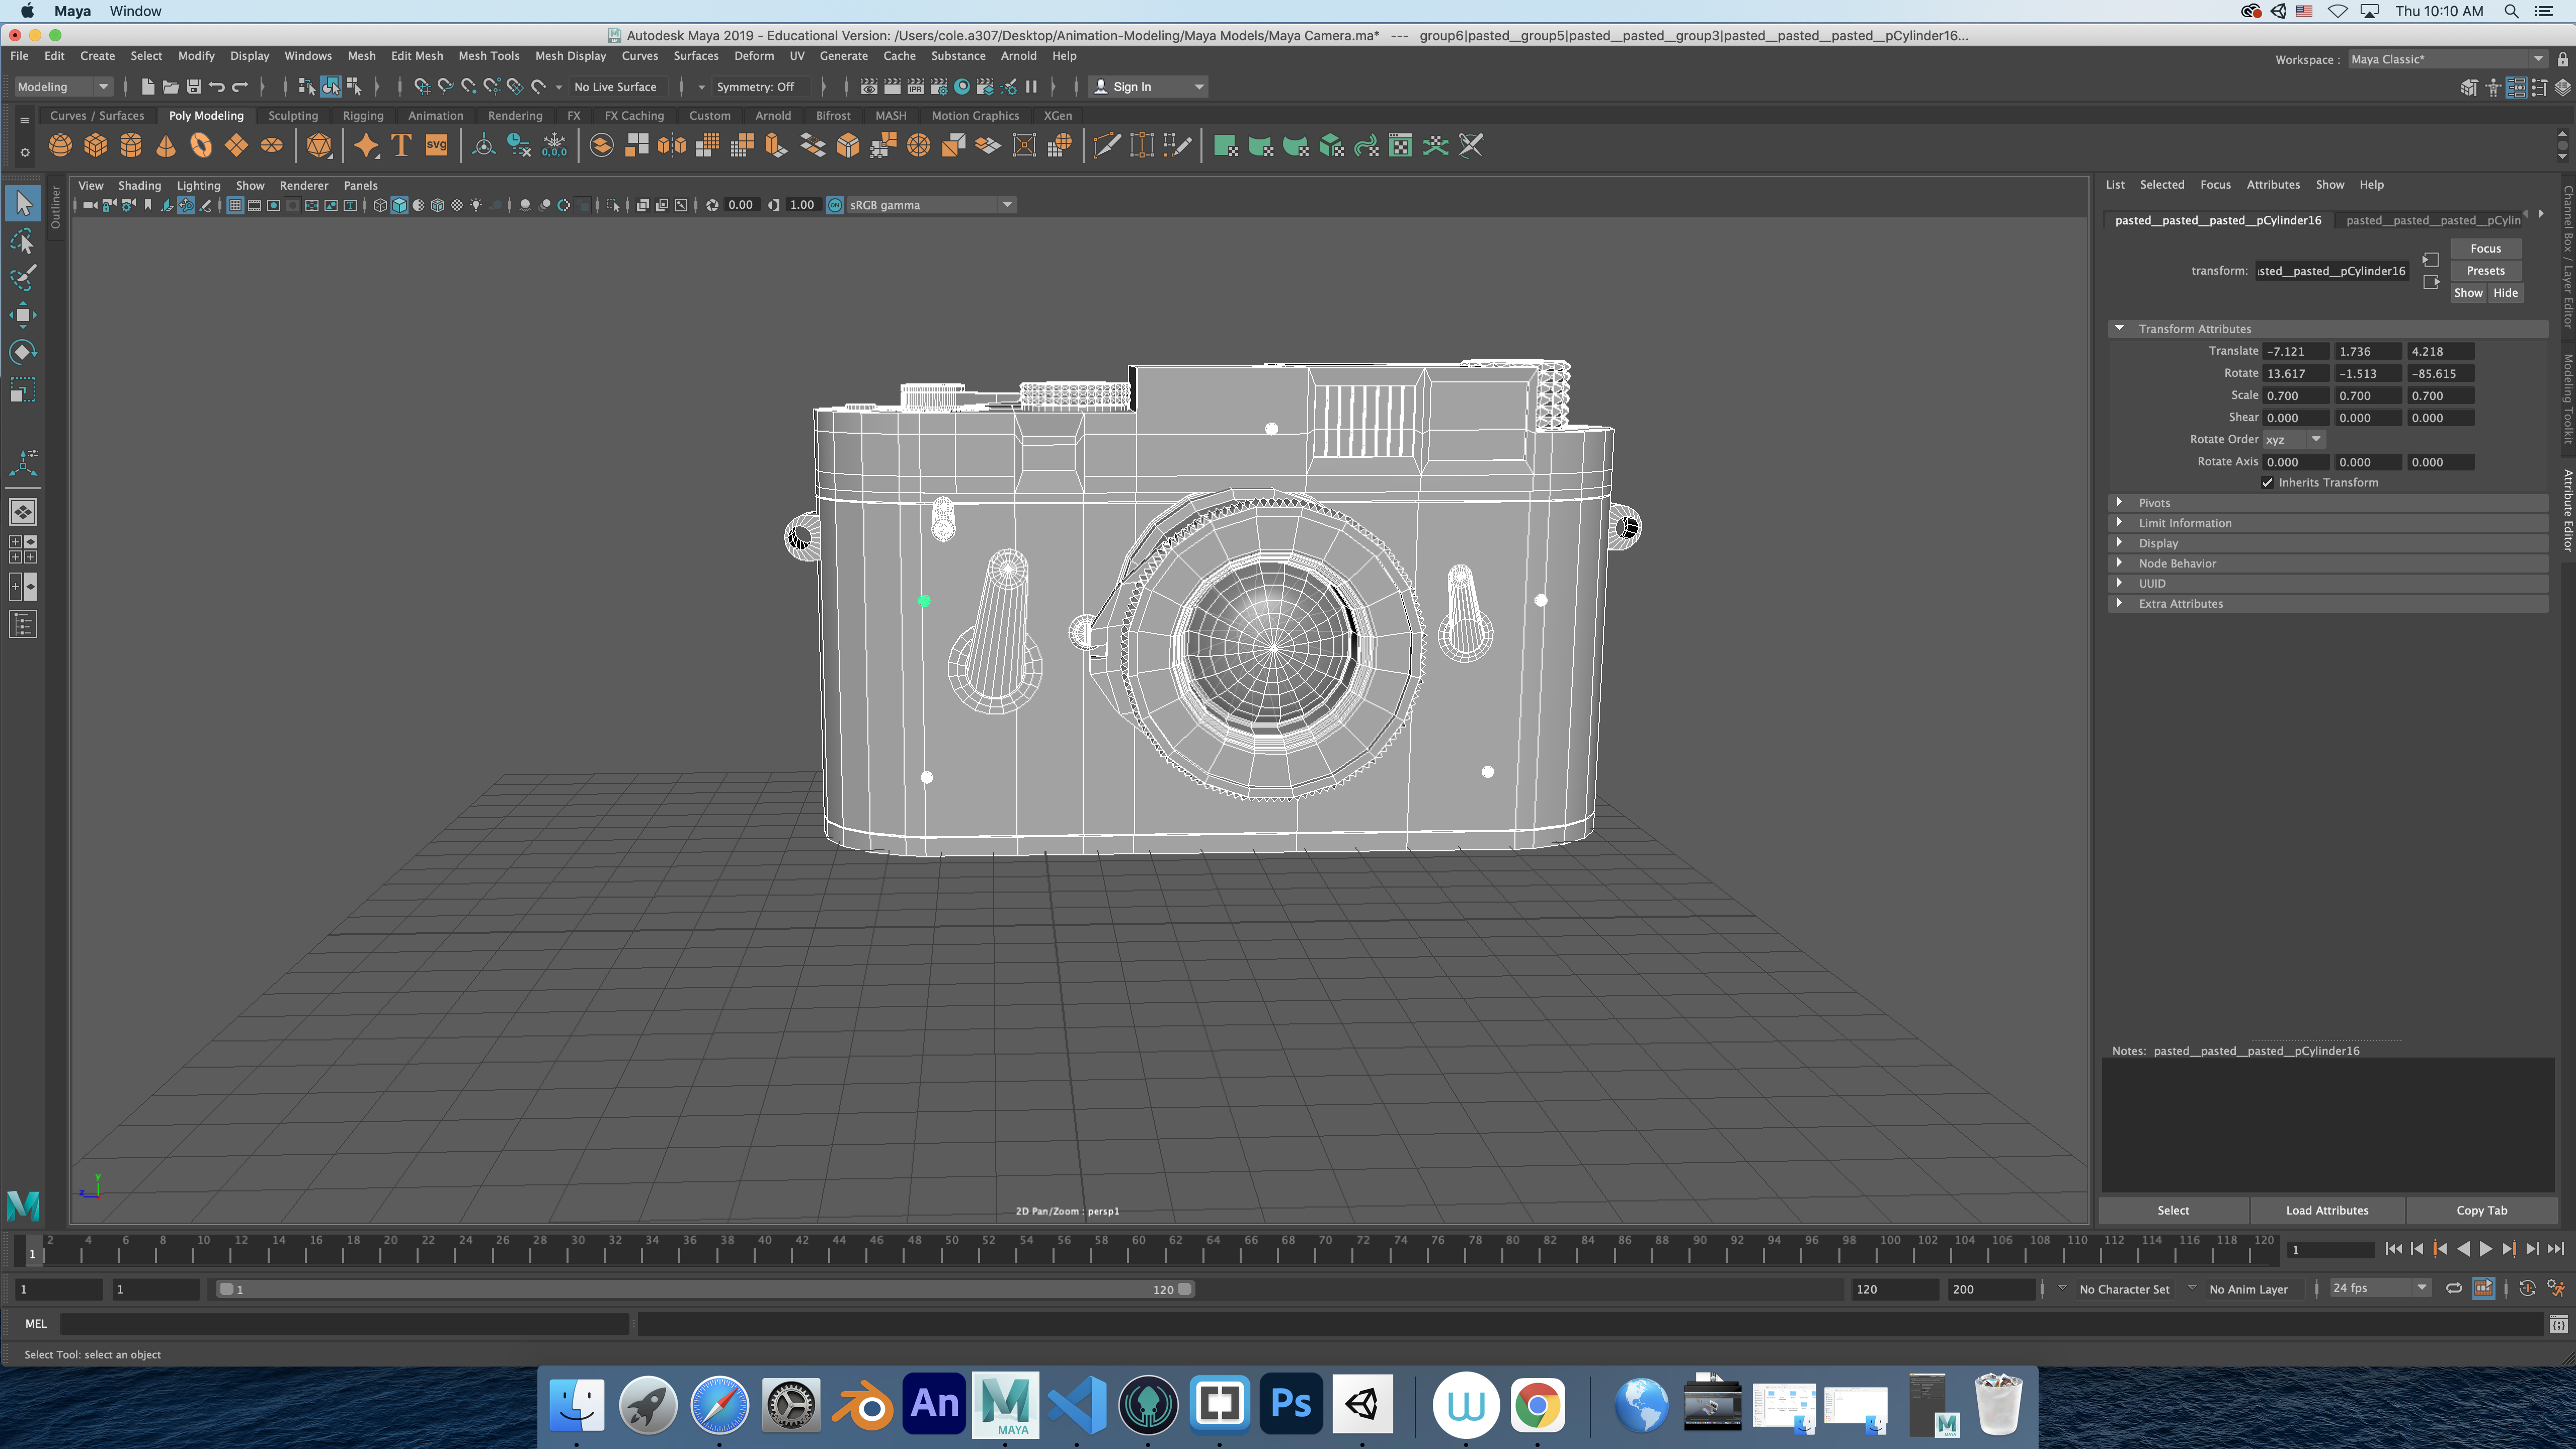 Maya Window Thu 10:10 AM
Autodesk Maya 2019 - Educational Version: /Users/cole.a307/Desktop/Animation-Modeling/Maya Models/Maya Camera.ma* --- group6|pasted__group5|pasted__pasted__group3|pasted__pasted__pasted__pCylinder16...
File Edit Create Select Modify Display Windows Mesh Edit Mesh Mesh Tools Mesh Display Curves Surfaces Deform UV Generate Cache Substance Arnold Help Workspace : Maya Classic*
Modeling No Live Surface Symmetry: Off IPR Sign In
Curves / Surfaces Poly Modeling Sculpting Rigging Animation Rendering FX FX Caching Custom Arnold Bifrost MASH Motion Graphics XGen
T SVG 0,0,0
View Shading Lighting Show Renderer Panels
0.00 1.00 ON sRGB gamma
Outliner
List Selected Focus Attributes Show Help
pasted__pasted__pasted__pCylinder16 pasted__pasted__pasted_pCylin
Focus
transform: asted__pasted__pCylinder16 Presets
Show Hide
Transform Attributes
Translate -7.121 1.736 4.218
Rotate 13.617 -1.513 -85.615
Scale 0.700 0.700 0.700
Shear 0.000 0.000 0.000
Rotate Order xyz
Rotate Axis 0.000 0.000 0.000
Inherits Transform
Pivots
Limit Information
Display
Node Behavior
UUID
Extra Attributes
Channel Box / Layer Editor
Modeling Toolkit
Attribute Editor
Notes: pasted__pasted__pasted__pCylinder16
Select Load Attributes Copy Tab
y
z
2D Pan/Zoom : persp1
1 2 4 6 8 10 12 14 16 18 20 22 24 26 28 30 32 34 36 38 40 42 44 46 48 50 52 54 56 58 60 62 64 66 68 70 72 74 76 78 80 82 84 86 88 90 92 94 96 98 100 102 104 106 108 110 112 114 116 118 120 1
1 1 1 120 120 200 No Character Set No Anim Layer 24 fps
MEL
Select Tool: select an object
An MAYA Ps W